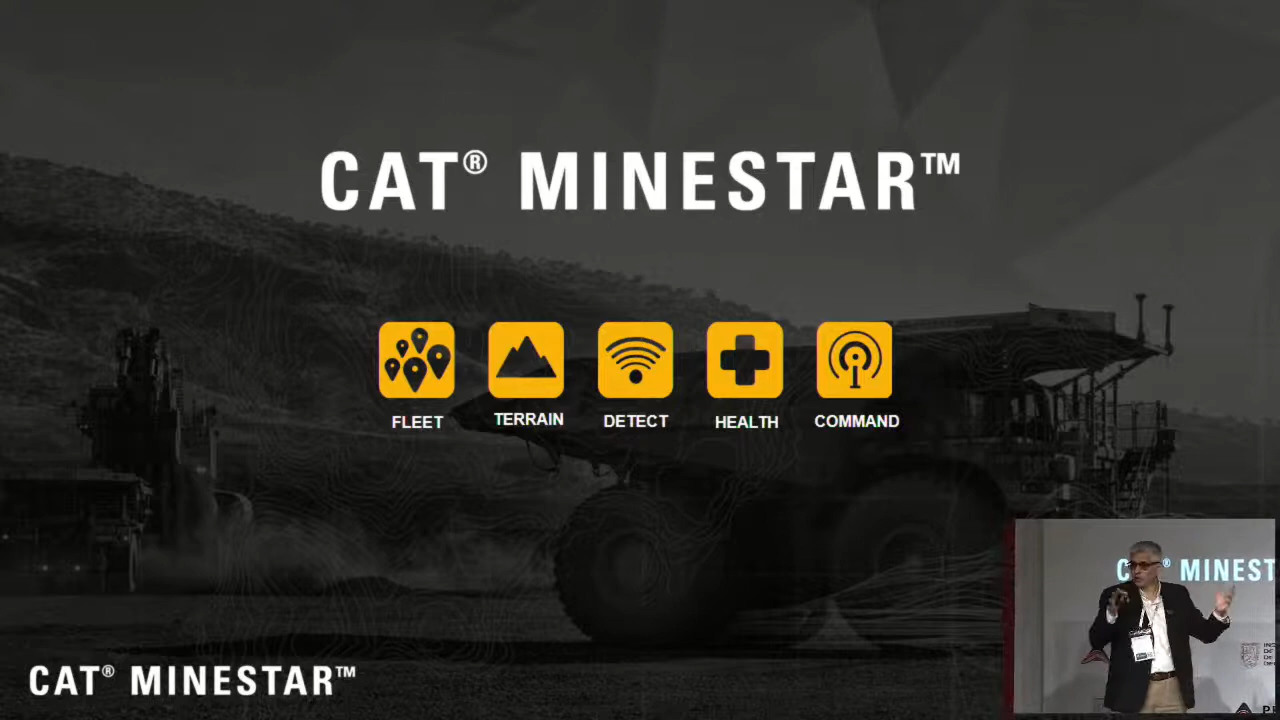 CAT® MINESTAR™
FLEET
TERRAIN
DETECT
HEALTH
COMMAND
CAT® MINESTAR™